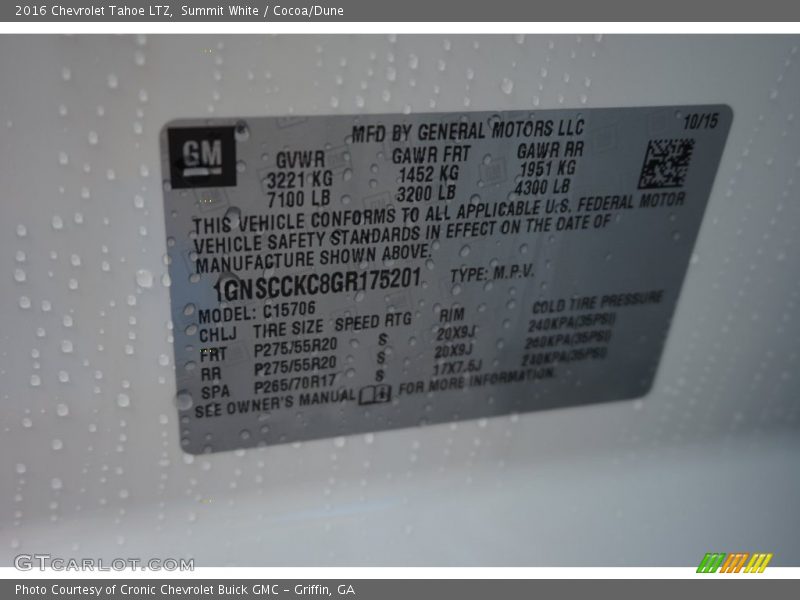 2016 Chevrolet Tahoe LTZ, Summit White / Cocoa/Dune
MFD BY GENERAL MOTORS LLC 10/15
GM
GVWR GAWR FRT GAWR RR
3221 KG 1452 KG 1951 KG
7100 LB 3200 LB 4300 LB
THIS VEHICLE CONFORMS TO ALL APPLICABLE U.S. FEDERAL MOTOR
VEHICLE SAFETY STANDARDS IN EFFECT ON THE DATE OF
MANUFACTURE SHOWN ABOVE.
1GNSCCKC8GR175201 TYPE: M.P.V.
MODEL: C15706
CHLJ TIRE SIZE SPEED RTG RIM COLD TIRE PRESSURE
FRT P275/55R20 S 20X9J 240KPA(35PSI)
RR P275/55R20 S 20X9J (35PSI)
SPA P265/70R17 S 17X7.5J 240KPA(35PSI)
SEE OWNER'S MANUAL FOR MORE INFORMATION.
GTCARLOT.COM
Photo Courtesy of Cronic Chevrolet Buick GMC – Griffin, GA